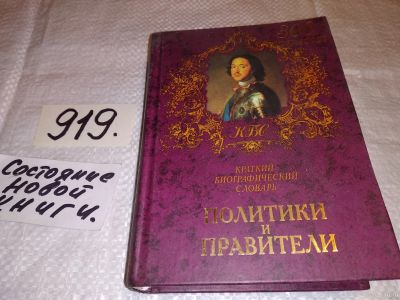 919.
Состояние
новой
книги.
КБС
КРАТКИЙ
БИОГРАФИЧЕСКИЙ
СЛОВАРЬ
ПОЛИТИКИ
И
ПРАВИТЕЛИ